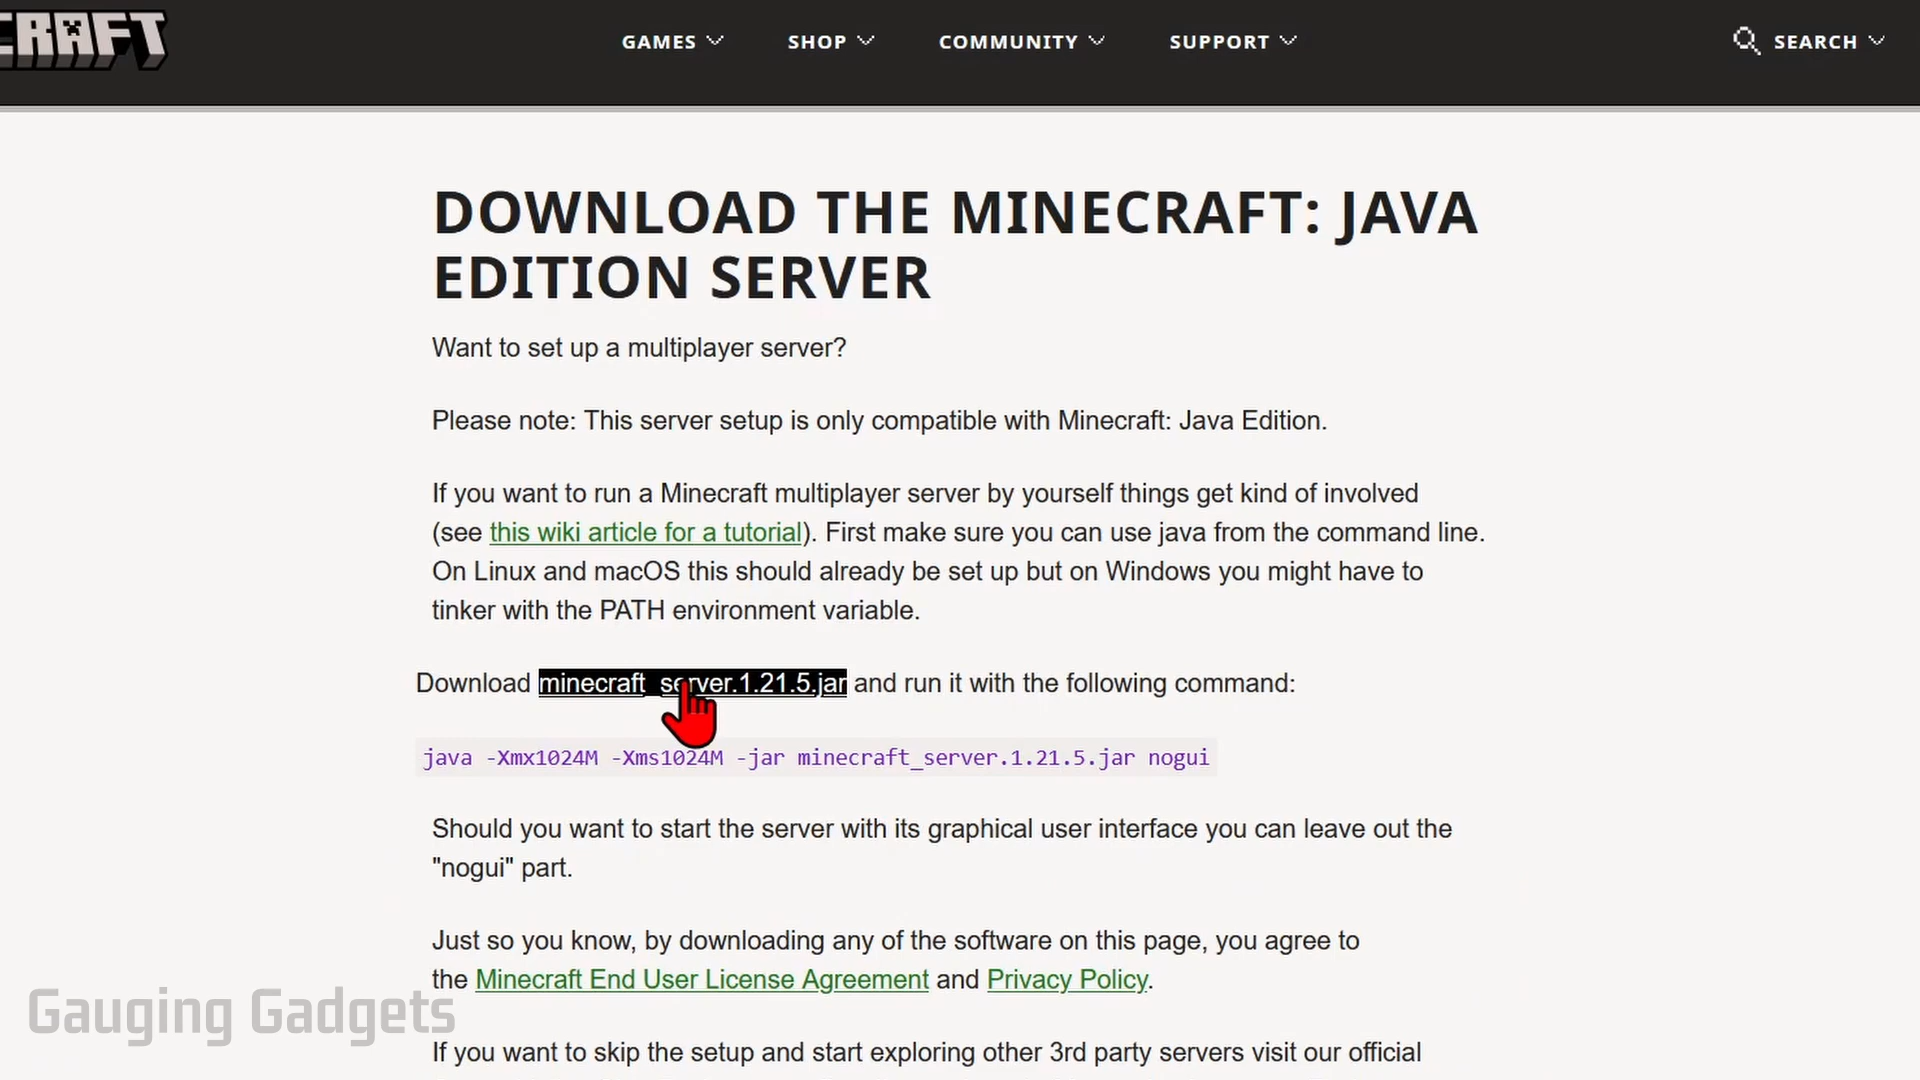 CRAFT
GAMES SHOP COMMUNITY SUPPORT SEARCH
DOWNLOAD THE MINECRAFT: JAVA
EDITION SERVER
Want to set up a multiplayer server?
Please note: This server setup is only compatible with Minecraft: Java Edition.
If you want to run a Minecraft multiplayer server by yourself things get kind of involved
(see this wiki article for a tutorial). First make sure you can use java from the command line.
On Linux and macOS this should already be set up but on Windows you might have to
tinker with the PATH environment variable.
Download minecraft_server.1.21.5.jar and run it with the following command:
java -Xmx1024M -Xms1024M -jar minecraft_server.1.21.5.jar nogui
Should you want to start the server with its graphical user interface you can leave out the
"nogui" part.
Just so you know, by downloading any of the software on this page, you agree to
the Minecraft End User License Agreement and Privacy Policy.
Gauging Gadgets
If you want to skip the setup and start exploring other 3rd party servers visit our official